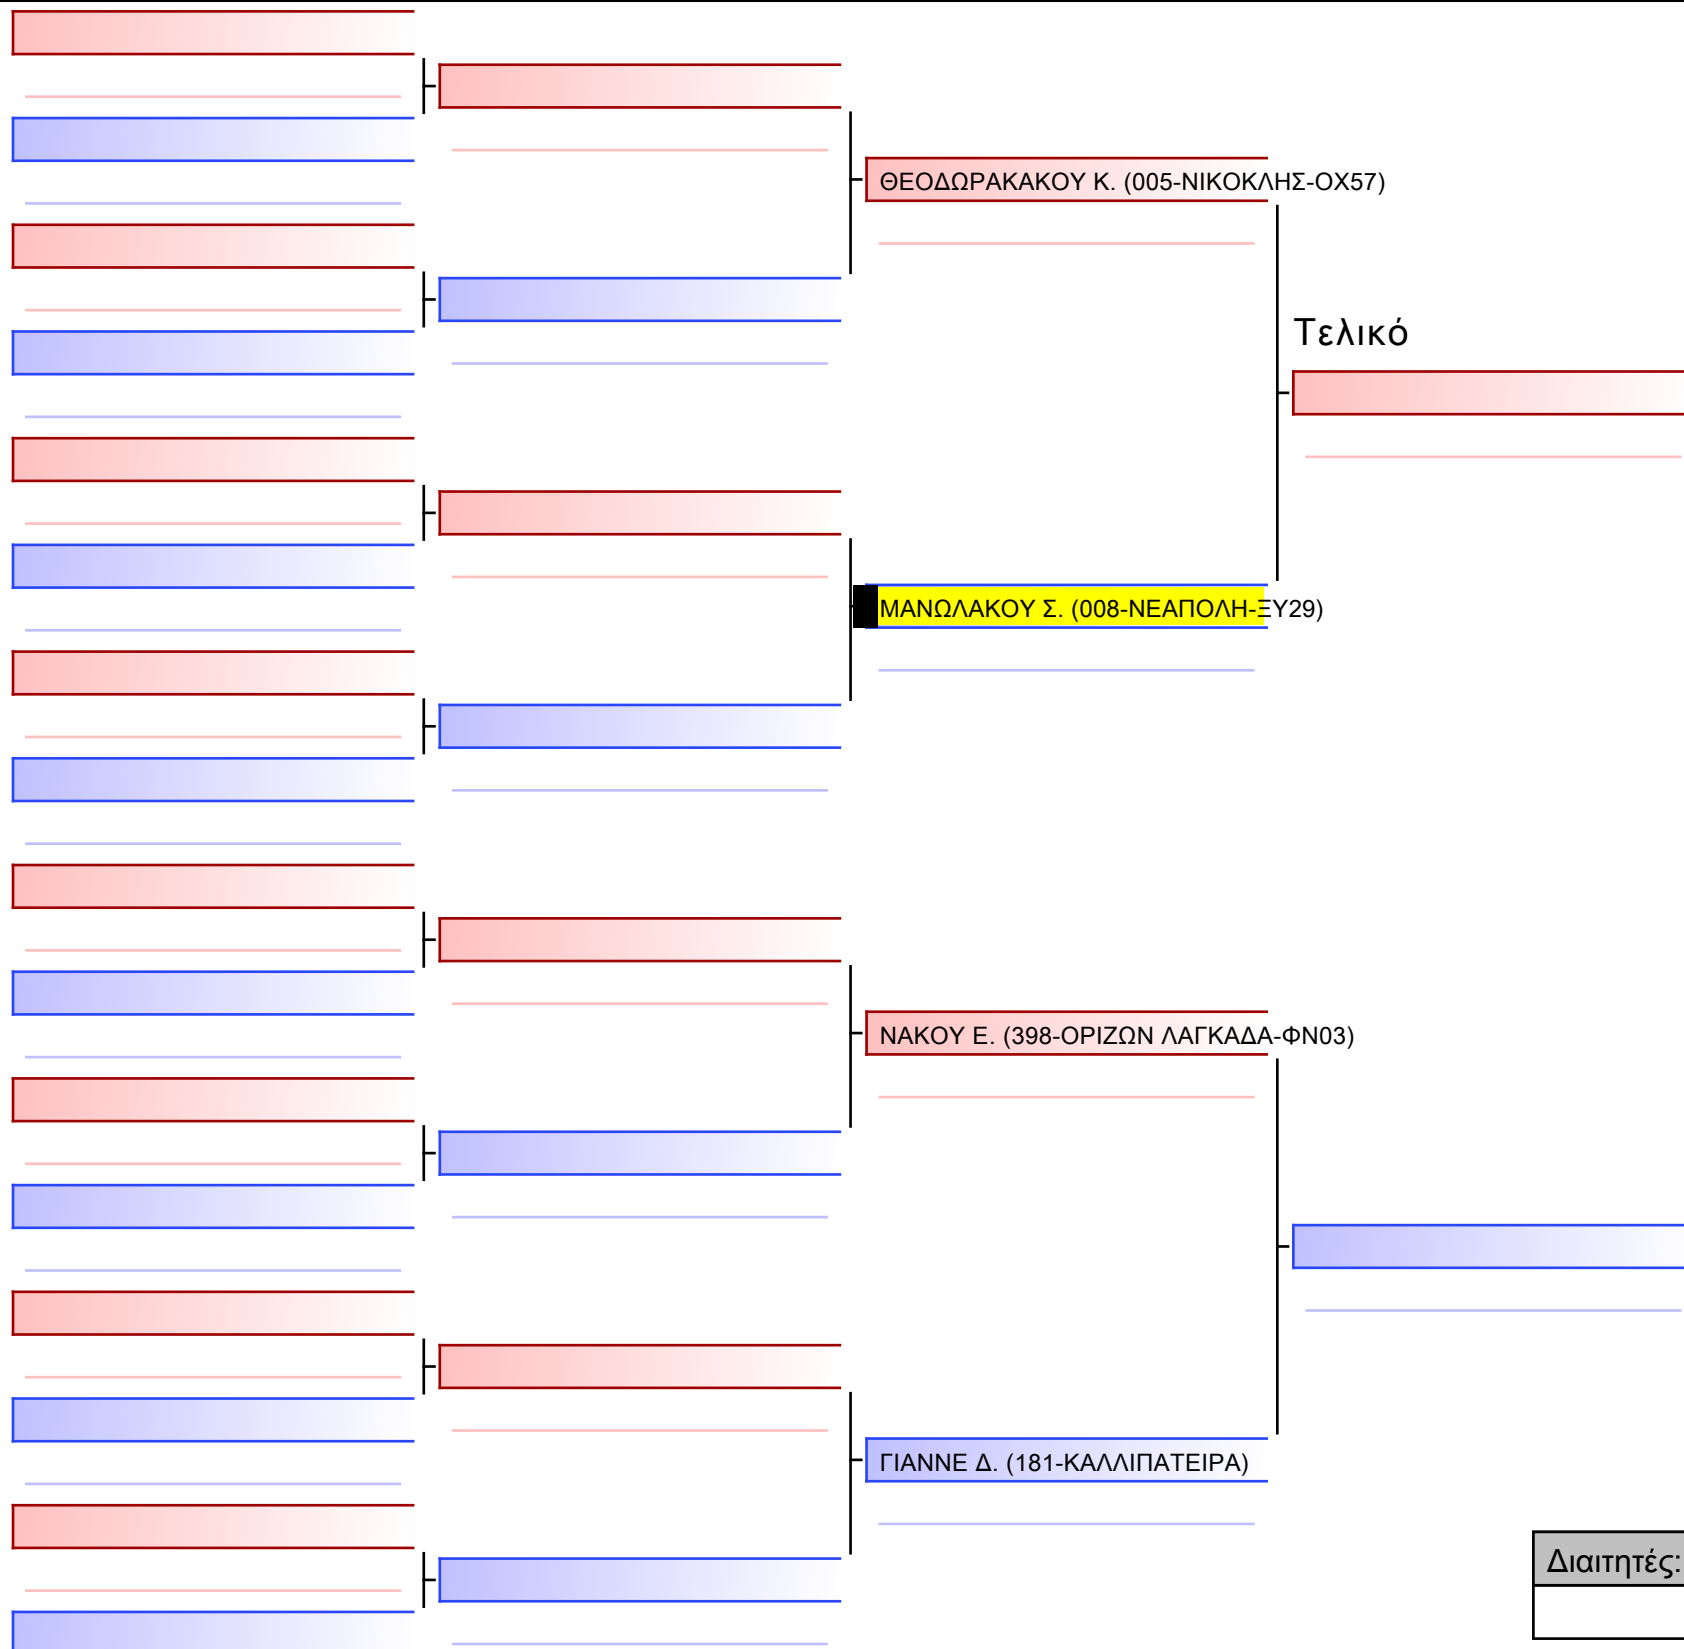 ΘΕΟΔΩΡΑΚΑΚΟΥ Κ. (005-ΝΙΚΟΚΛΗΣ-ΟΧ57)
Τελικό
ΜΑΝΩΛΑΚΟΥ Σ. (008-ΝΕΑΠΟΛΗ-ΞΥ29)
ΝΑΚΟΥ Ε. (398-ΟΡΙΖΩΝ ΛΑΓΚΑΔΑ-ΦΝ03)
ΓΙΑΝΝΕ Δ. (181-ΚΑΛΛΙΠΑΤΕΙΡΑ)
Διαιτητές: